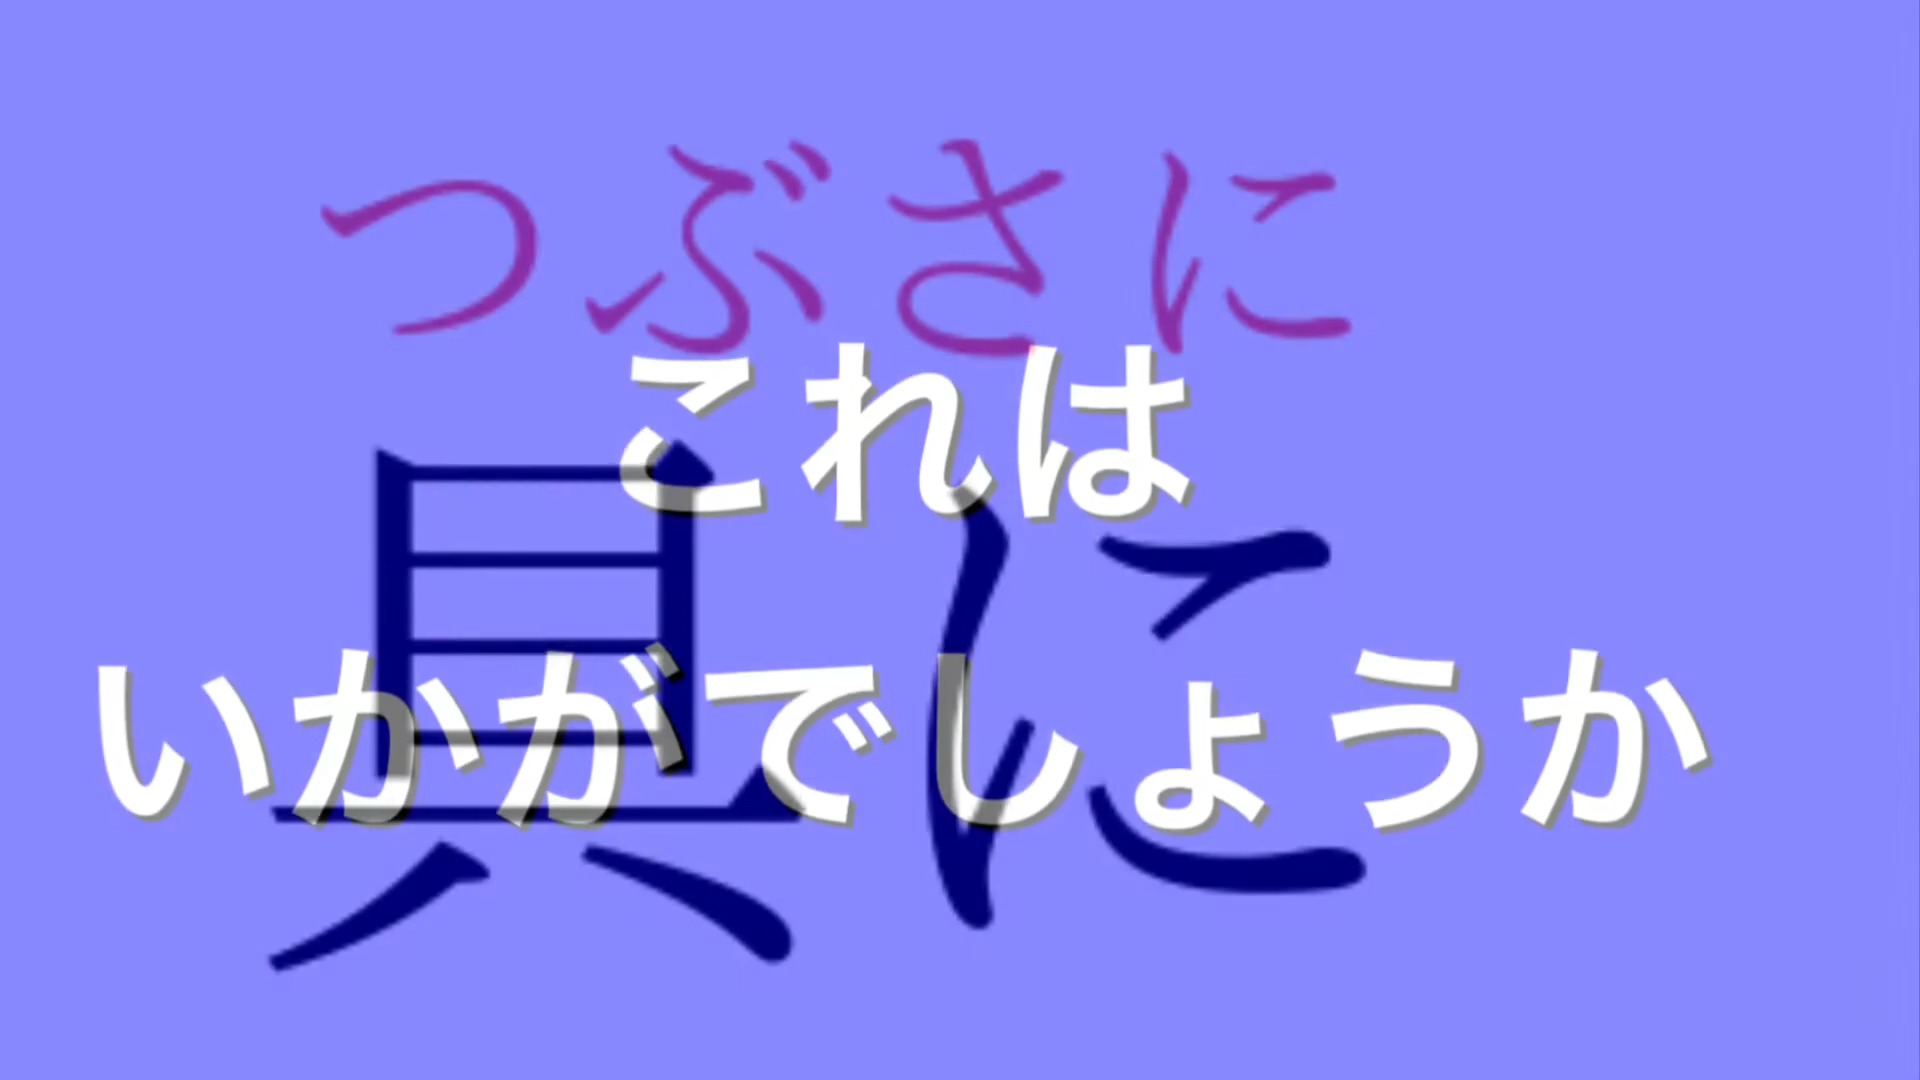 つぶさに
これは
具に
いかがでしょうか